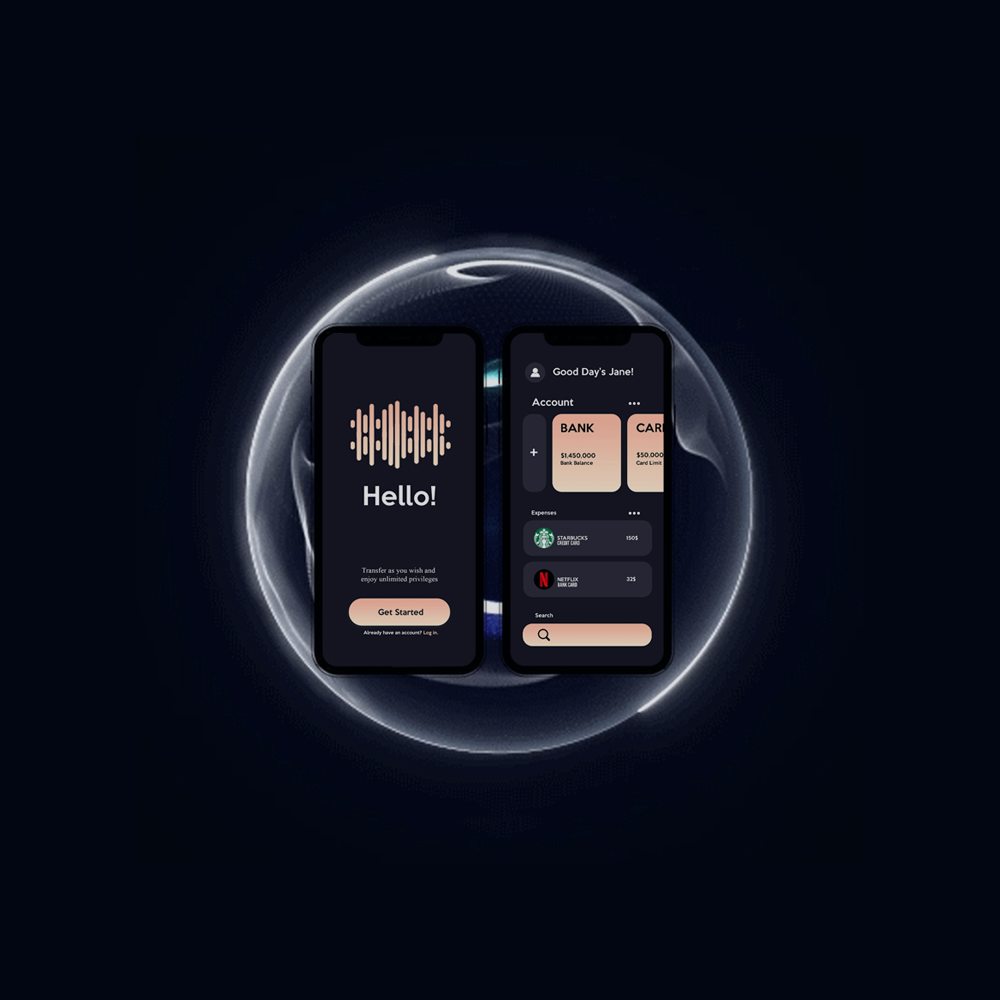 Hello!
Transfer as you wish and
enjoy unlimited privileges
Get Started
Already have an account? Log in.
Good Day's Jane!
Account
+
BANK
$1.450.000
Bank Balance
CARI
$50.000
Card Limit
Expenses
STARBUCKS
CREDIT CARD
150$
N
NETFLIX
BANK CARD
32$
Search